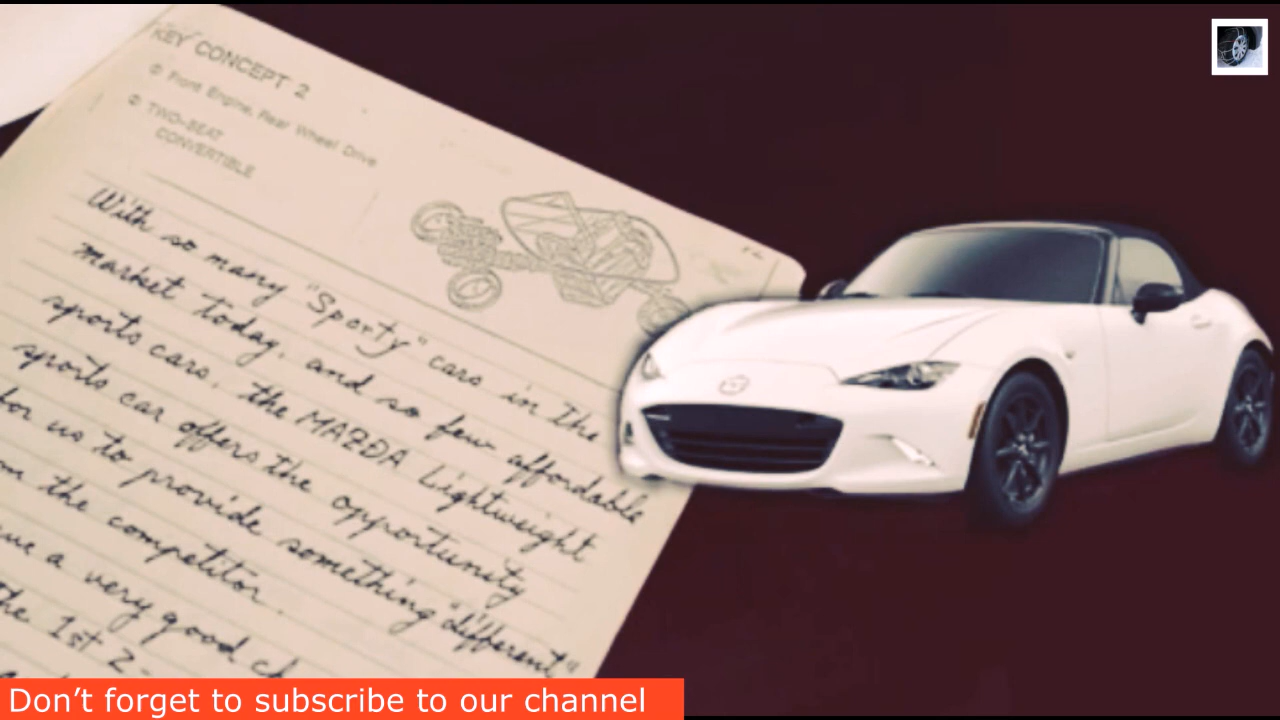 KEY CONCEPT 2
① Front Engine, Rear Wheel Drive
② TWO-SEAT
CONVERTIBLE
With so many "Sporty" cars in the
market today, and so few affordable
sports cars, the MAZDA Lightweight
sports car offers the opportunity
for us to provide something "different"
the competitor.
a very good
the 1st 2-
Don't forget to subscribe to our channel